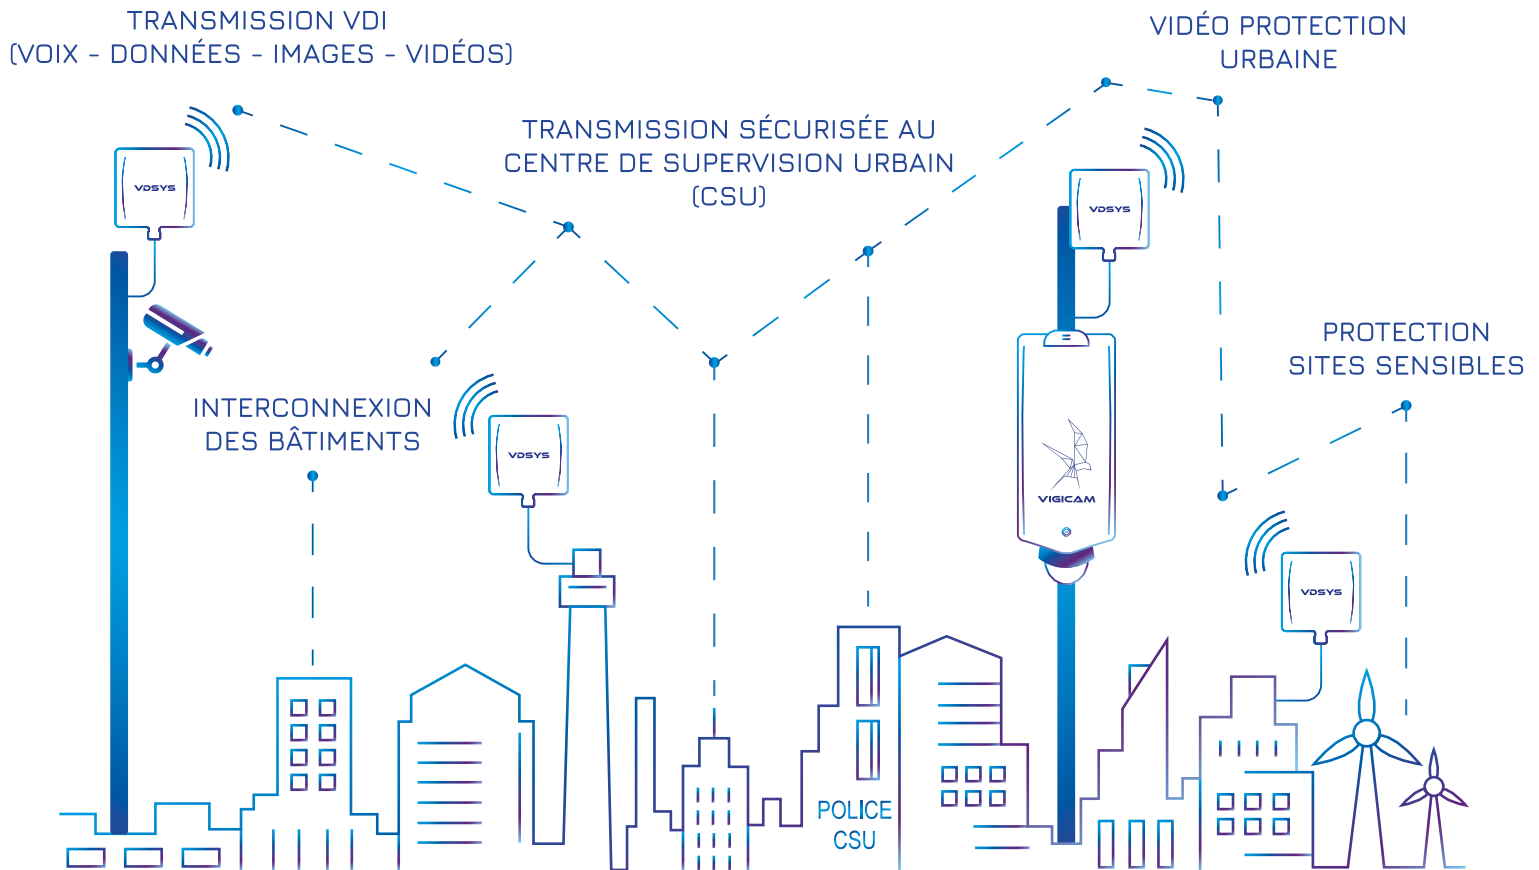 TRANSMISSION VDI
(VOIX - DONNÉES - IMAGES - VIDÉOS)
VIDÉO PROTECTION
URBAINE
TRANSMISSION SÉCURISÉE AU
CENTRE DE SUPERVISION URBAIN
(CSU)
VDSYS
VDSYS
PROTECTION
SITES SENSIBLES
INTERCONNEXION
DES BÂTIMENTS
VDSYS
VIGICAM
VDSYS
POLICE
CSU